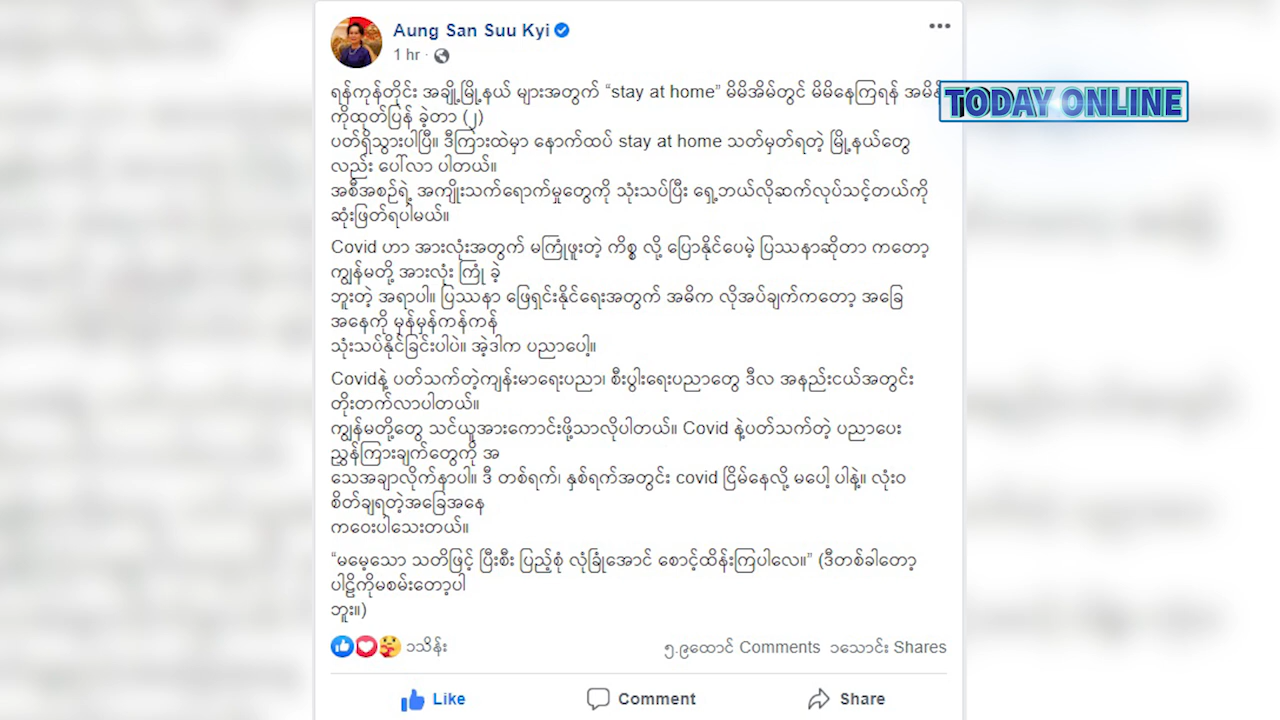 Aung San Suu Kyi
1 hr ·
TODAY ONLINE
ရန်ကုန်တိုင်း အချို့မြို့နယ် များအတွက် “stay at home” မိမိအိမ်တွင် မိမိနေကြရန် အမိန့်
ကိုထုတ်ပြန် ခဲ့တာ (၂)
ပတ်ရှိသွားပါပြီ။ ဒီကြားထဲမှာ နောက်ထပ် stay at home သတ်မှတ်ရတဲ့ မြို့နယ်တွေ
လည်း ပေါ်လာ ပါတယ်။
အစီအစဉ်ရဲ့ အကျိုးသက်ရောက်မှုတွေကို သုံးသပ်ပြီး ရှေ့ဘယ်လိုဆက်လုပ်သင့်တယ်ကို
ဆုံးဖြတ်ရပါမယ်။
Covid ဟာ အားလုံးအတွက် မကြုံဖူးတဲ့ ကိစ္စ လို့ ပြောနိုင်ပေမဲ့ ပြဿနာဆိုတာ ကတော့
ကျွန်မတို့ အားလုံး ကြုံ ခဲ့
ဘူးတဲ့ အရာပါ။ ပြဿနာ ဖြေရှင်းနိုင်ရေးအတွက် အဓိက လိုအပ်ချက်ကတော့ အခြေ
အနေကို မှန်မှန်ကန်ကန်
သုံးသပ်နိုင်ခြင်းပါပဲ။ အဲ့ဒါက ပညာပေါ့။
Covidနဲ့ ပတ်သက်တဲ့ကျန်းမာရေးပညာ၊ စီးပွါးရေးပညာတွေ ဒီလ အနည်းငယ်အတွင်း
တိုးတက်လာပါတယ်။
ကျွန်မတို့တွေ သင်ယူအားကောင်းဖို့သာလိုပါတယ်။ Covid နဲ့ပတ်သက်တဲ့ ပညာပေး
ညွှန်ကြားချက်တွေကို အ
သေအချာလိုက်နာပါ။ ဒီ တစ်ရက်၊ နှစ်ရက်အတွင်း covid ငြိမ်နေလို့ မပေါ့ ပါနဲ့။ လုံးဝ
စိတ်ချရတဲ့အခြေအနေ
ကဝေးပါသေးတယ်။
“မမေ့သော သတိဖြင့် ပြီးစီး ပြည့်စုံ လုံခြုံအောင် စောင့်ထိန်းကြပါလေ။” (ဒီတစ်ခါတော့
ပါဠိကိုမစမ်းတော့ပါ
ဘူး။)
၁သိန်း
၅.၉ထောင် Comments ၁သောင်း Shares
Like
Comment
Share